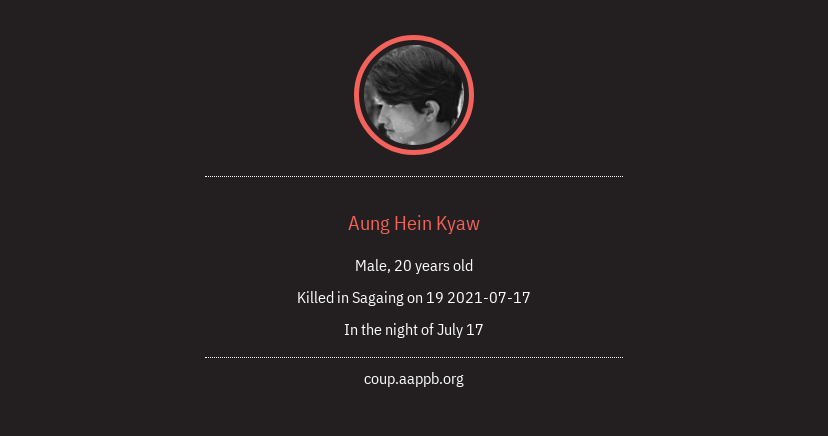 Aung Hein Kyaw
Male, 20 years old
Killed in Sagaing on 19 2021-07-17
In the night of July 17
coup.aappb.org